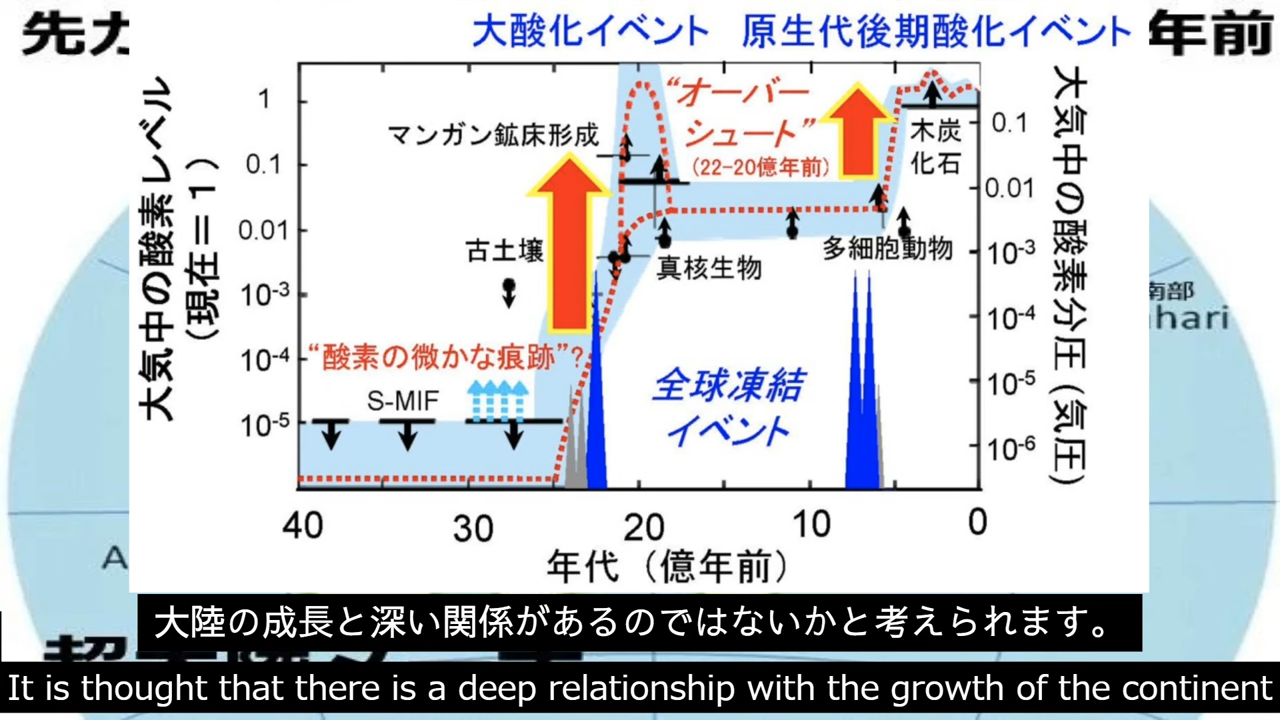 先カ
年前
大酸化イベント 原生代後期酸化イベント
大気中の酸素レベル
(現在=1)
1
0.1
0.01
10-3
10-4
10-5
マンガン鉱床形成
“オーバー
シュート”
(22-20億年前)
古土壌
真核生物
多細胞動物
木炭
化石
“酸素の微かな痕跡”?
S-MIF
全球凍結
イベント
0.1
0.01
10-3
10-4
10-5
10-6
大気中の酸素分圧(気圧)
40 30 20 10 0
年代(億年前)
南部
hari
A
大陸の成長と深い関係があるのではないかと考えられます。
It is thought that there is a deep relationship with the growth of the continent